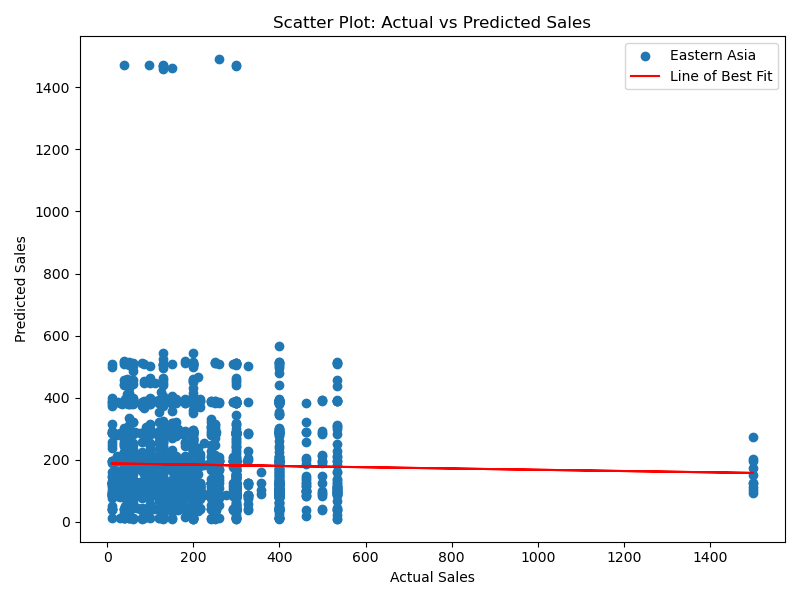 Scatter Plot: Actual vs Predicted Sales
Eastern Asia
Line of Best Fit
1400
1200
1000
800
600
400
200
0
Predicted Sales
0 200 400 600 800 1000 1200 1400
Actual Sales